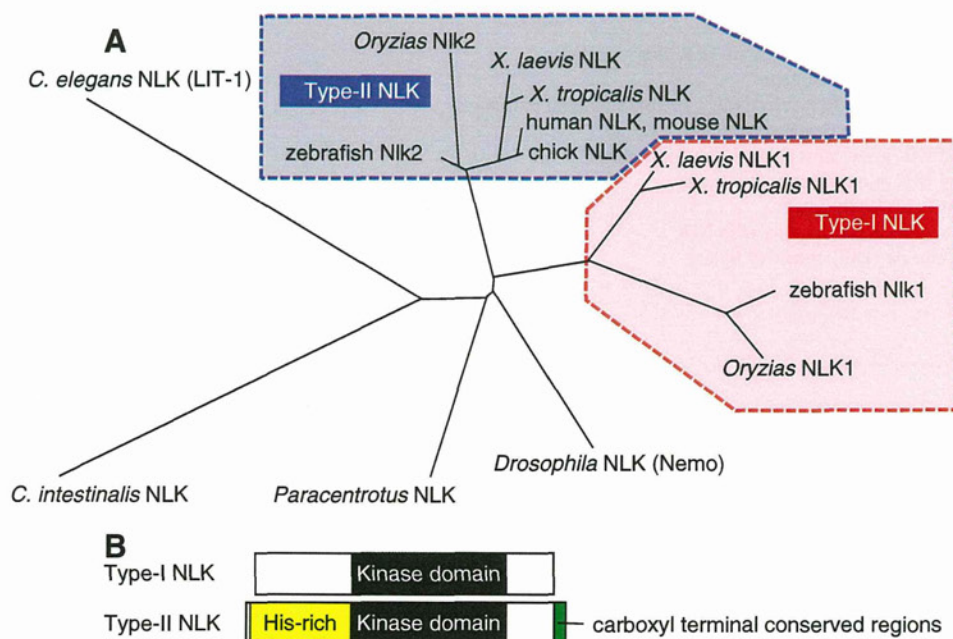 A
Oryzias Nlk2
C. elegans NLK (LIT-1)
X. laevis NLK
Type-II NLK
X. tropicalis NLK
human NLK, mouse NLK
zebrafish Nlk2
chick NLK
X. laevis NLK1
X. tropicalis NLK1
Type-I NLK
zebrafish Nlk1
Oryzias NLK1
Drosophila NLK (Nemo)
C. intestinalis NLK
Paracentrotus NLK
B
Type-I NLK
Kinase domain
Type-II NLK
His-rich
Kinase domain
carboxyl terminal conserved regions